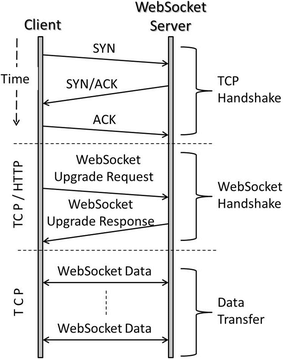 Client
WebSocket
Server
Time
SYN
SYN/ACK
ACK
TCP
Handshake
TCP/HTTP
WebSocket
Upgrade Request
WebSocket
Upgrade Response
WebSocket
Handshake
TCP
WebSocket Data
WebSocket Data
Data
Transfer